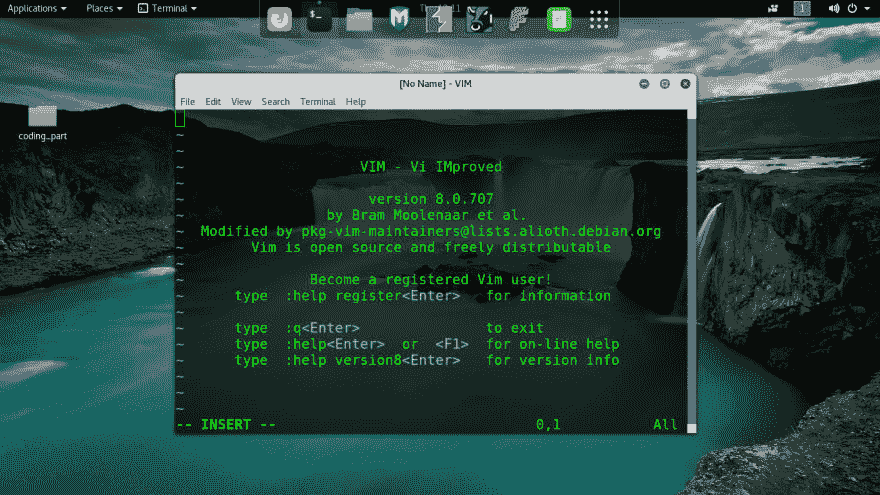 Applications Places Terminal 1
[No Name] - VIM
File Edit View Search Terminal Help
coding_part
~
~
~ VIM - Vi IMproved
~
~ version 8.0.707
~ by Bram Moolenaar et al.
~ Modified by pkg-vim-maintainers@lists.alioth.debian.org
~ Vim is open source and freely distributable
~
~ Become a registered Vim user!
~ type :help register<Enter> for information
~
~ type :q<Enter> to exit
~ type :help<Enter> or <F1> for on-line help
~ type :help version8<Enter> for version info
~
~
~
-- INSERT -- 0,1 All